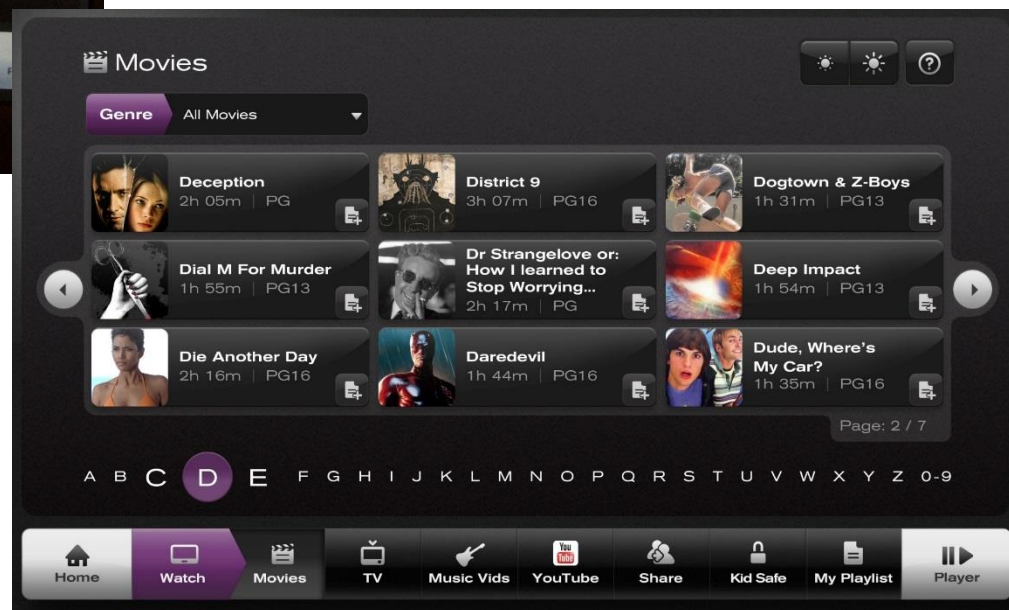 Movies
Genre All Movies
Deception
2h 05m | PG
District 9
3h 07m | PG16
Dogtown & Z-Boys
1h 31m | PG13
Dial M For Murder
1h 55m | PG13
Dr Strangelove or:
How I learned to
Stop Worrying...
2h 17m | PG
Deep Impact
1h 54m | PG13
Die Another Day
2h 16m | PG16
Daredevil
1h 44m | PG16
Dude, Where's
My Car?
1h 35m | PG16
Page: 2 / 7
A B C D E F G H I J K L M N O P Q R S T U V W X Y Z 0-9
You
Tube
Home Watch Movies TV Music Vids YouTube Share Kid Safe My Playlist Player